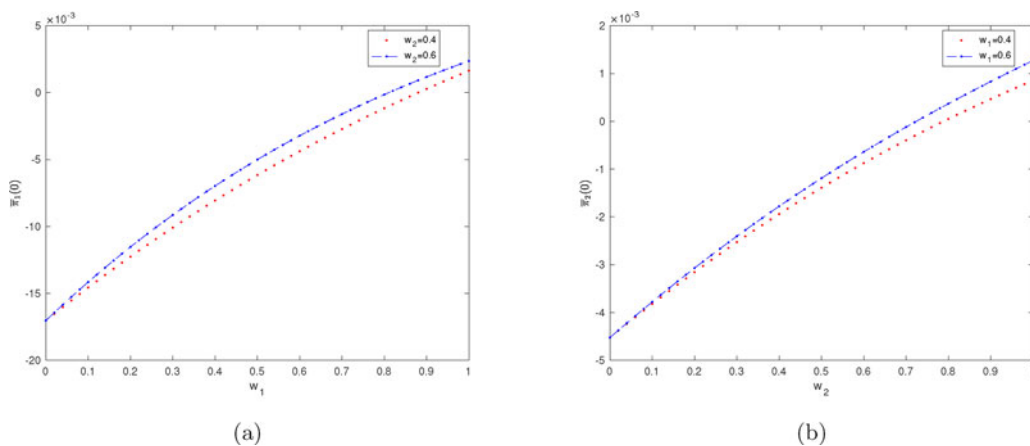 ×10⁻³
5
0
-5
-10
-15
-20
0 0.1 0.2 0.3 0.4 0.5 0.6 0.7 0.8 0.9 1
w₁
π̅₁(0)
w₂=0.4
w₂=0.6
(a)
×10⁻³
2
1
0
-1
-2
-3
-4
-5
0 0.1 0.2 0.3 0.4 0.5 0.6 0.7 0.8 0.9
w₂
π̅₂(0)
w₁=0.4
w₁=0.6
(b)